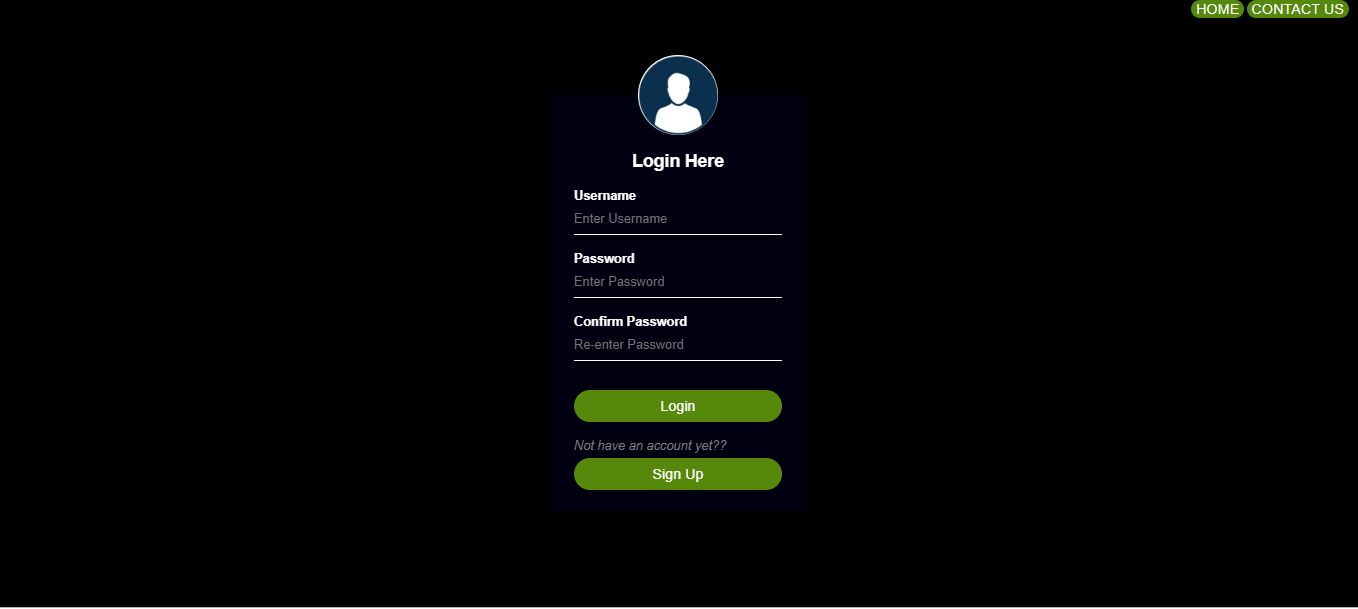 HOME CONTACT US
Login Here
Username
Enter Username
Password
Enter Password
Confirm Password
Re-enter Password
Login
Not have an account yet??
Sign Up